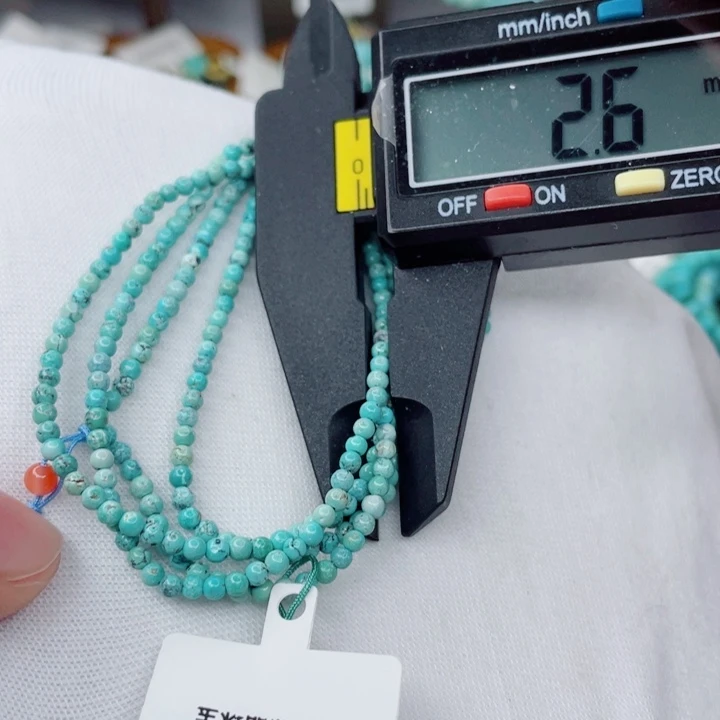 mm/inch
2.6
OFF ON ZERO
0